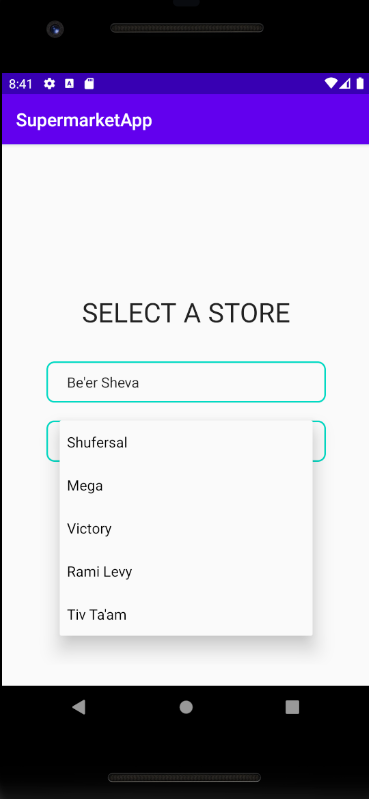 8:41
SupermarketApp
SELECT A STORE
Be'er Sheva
Shufersal
Mega
Victory
Rami Levy
Tiv Ta'am